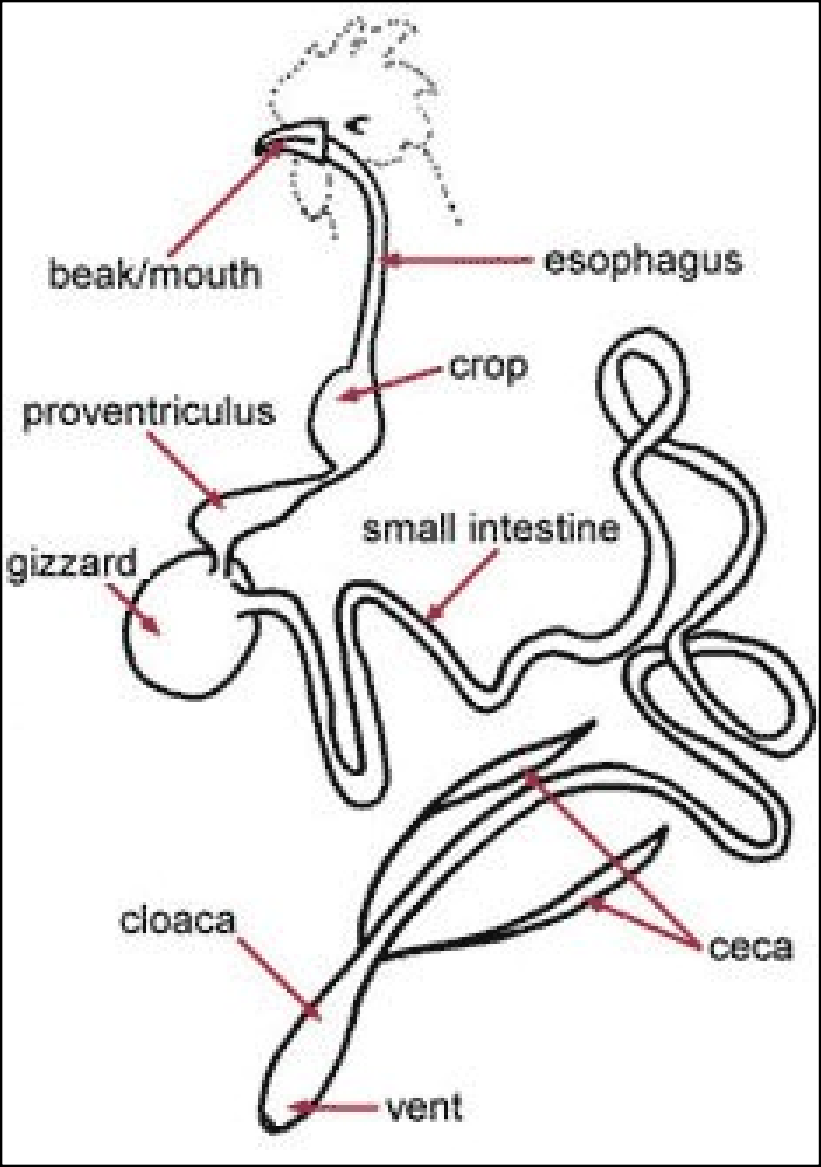 beak/mouth
esophagus
crop
proventriculus
small intestine
gizzard
cloaca
ceca
vent